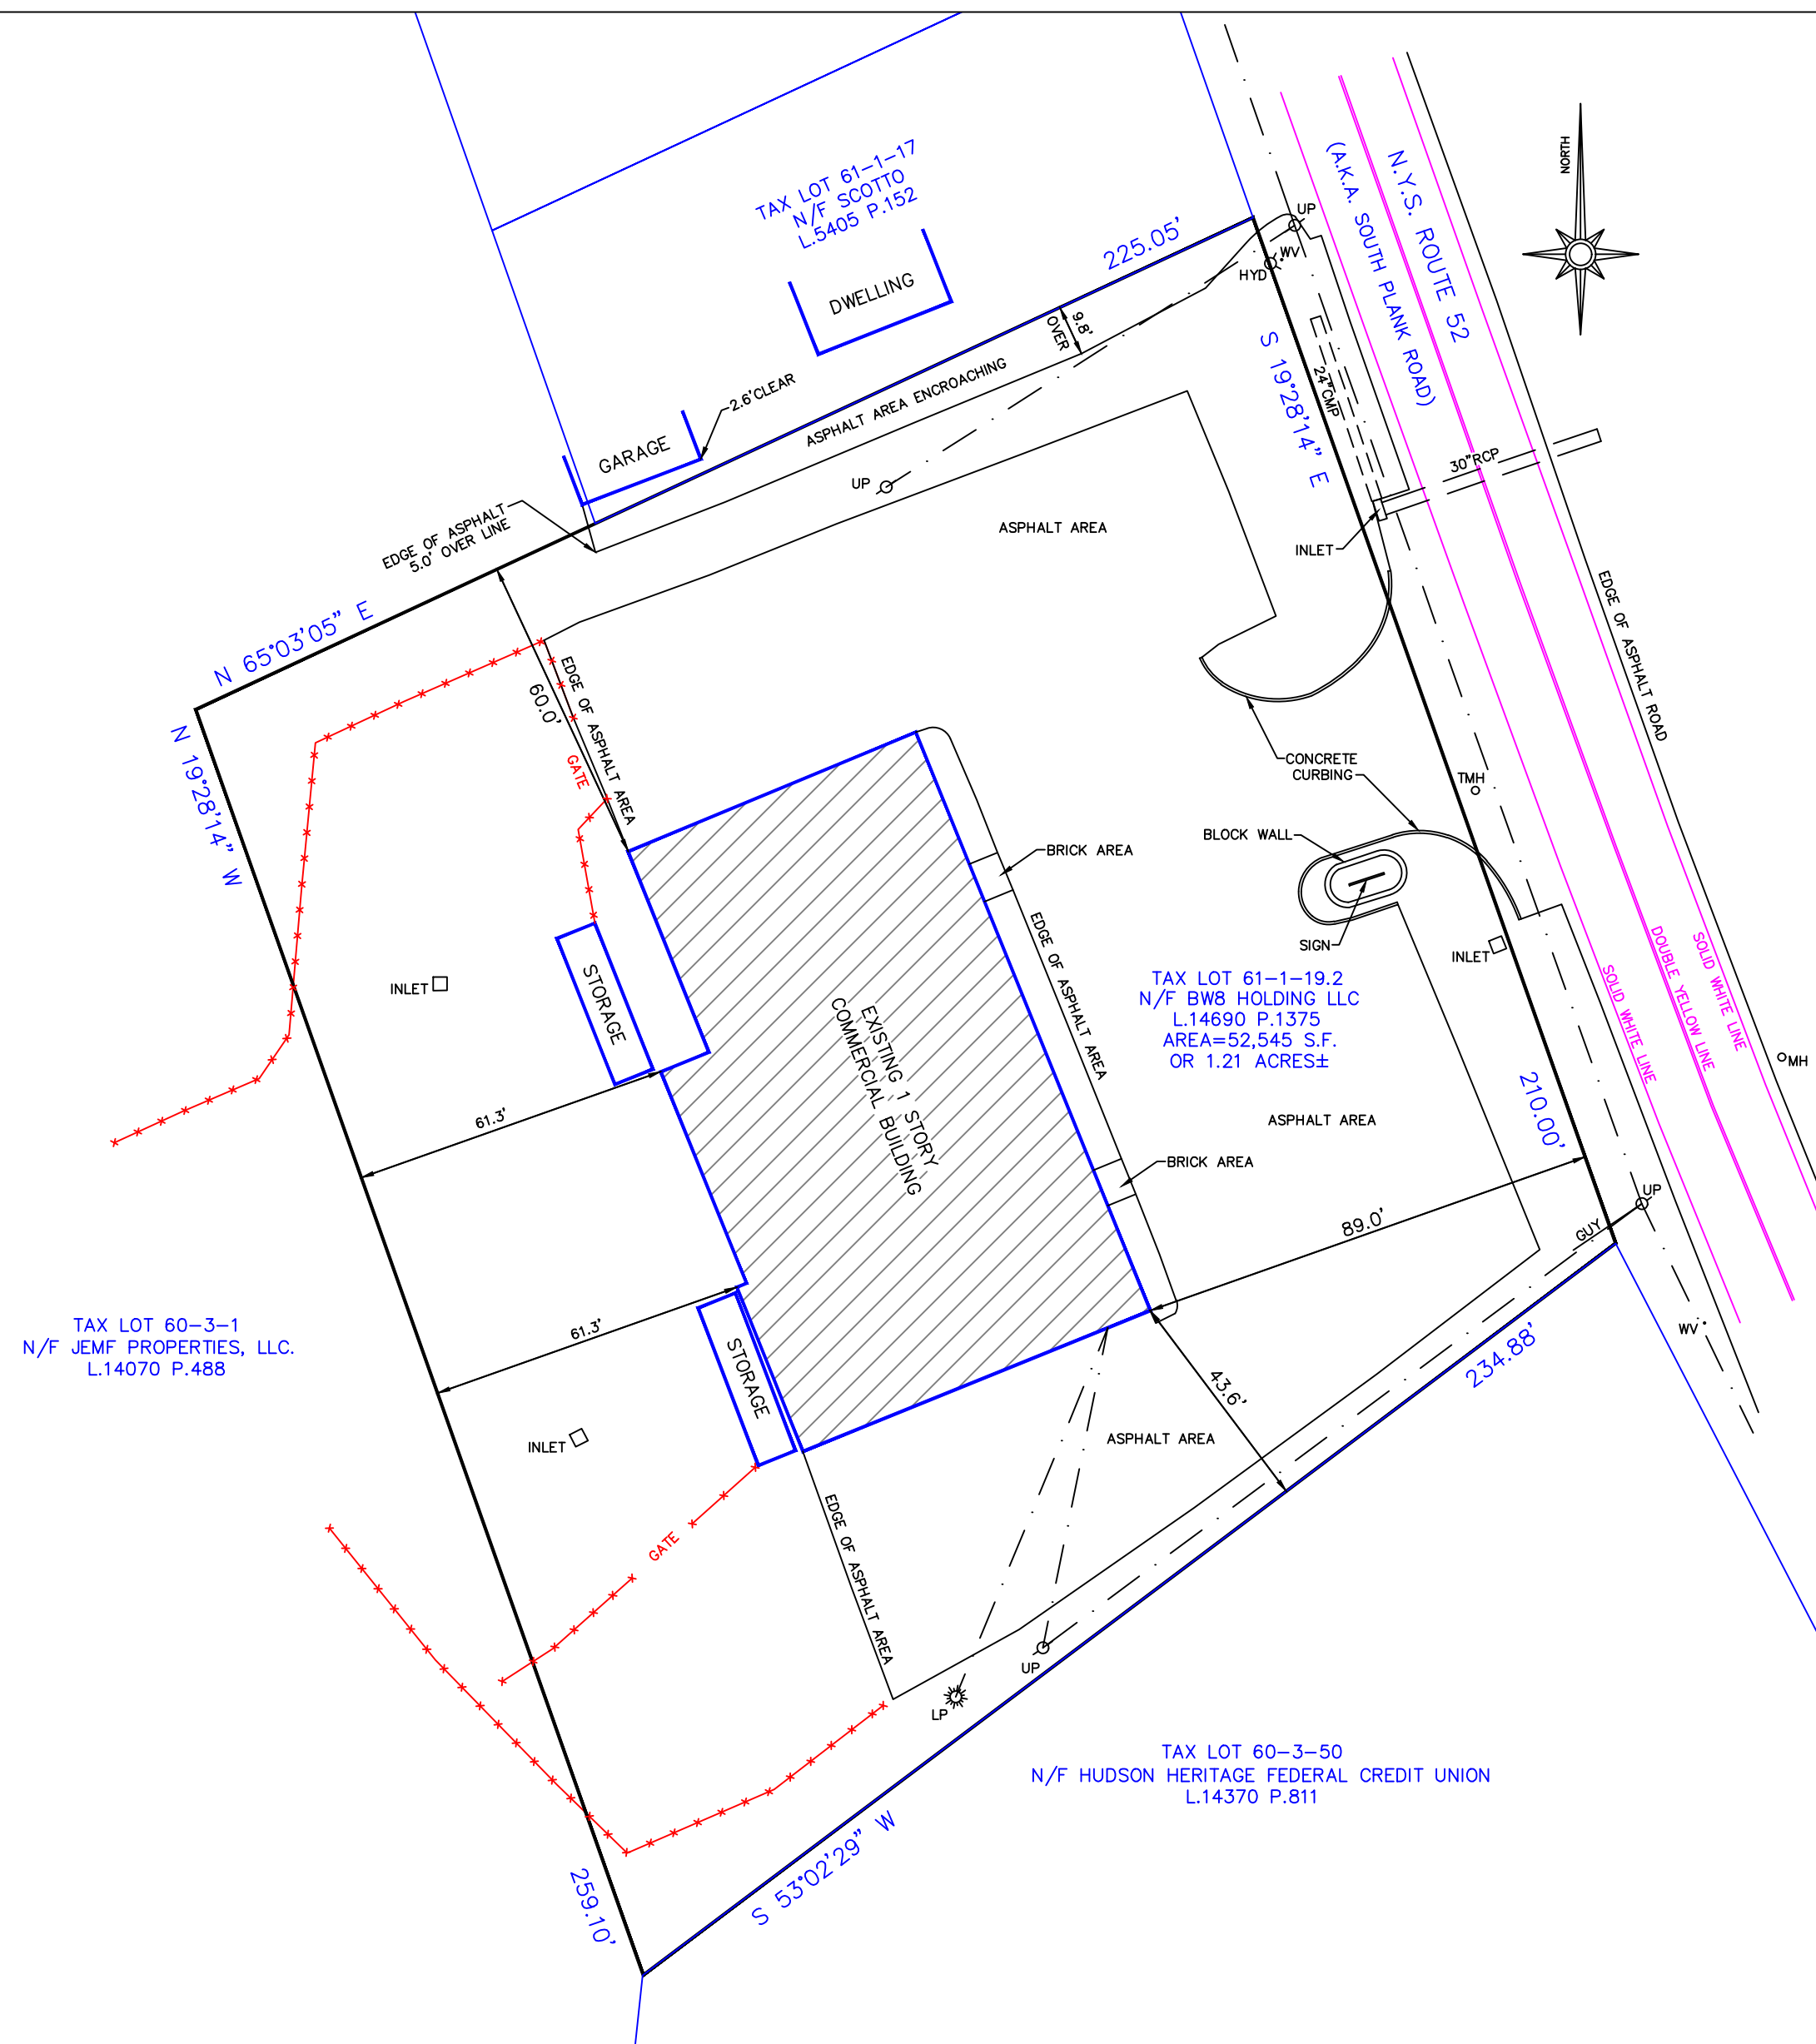 TAX LOT 61-1-17
N/F SCOTTO
L.5405 P.152
DWELLING
225.05'
UP
WV
HYD
N.Y.S. ROUTE 52
(A.K.A. SOUTH PLANK ROAD)
NORTH
9.8'
OVER
S 19°28'14" E
24"CMP
2.6'CLEAR
ASPHALT AREA ENCROACHING
GARAGE
30"RCP
UP
EDGE OF ASPHALT
5.0' OVER LINE
ASPHALT AREA
INLET
N 65°03'05" E
EDGE OF ASPHALT ROAD
60.0'
EDGE OF ASPHALT AREA
N 19°28'14" W
GATE
CONCRETE
CURBING
TMH
BLOCK WALL
BRICK AREA
SIGN
INLET
INLET
STORAGE
EDGE OF ASPHALT AREA
TAX LOT 61-1-19.2
N/F BW8 HOLDING LLC
L.14690 P.1375
AREA=52,545 S.F.
OR 1.21 ACRES±
SOLID WHITE LINE
DOUBLE YELLOW LINE
SOLID WHITE LINE
MH
EXISTING 1 STORY
COMMERCIAL BUILDING
61.3'
210.00'
ASPHALT AREA
BRICK AREA
UP
89.0'
GUY
TAX LOT 60-3-1
N/F JEMF PROPERTIES, LLC.
L.14070 P.488
61.3'
STORAGE
WV
234.88'
43.6'
INLET
ASPHALT AREA
GATE
EDGE OF ASPHALT AREA
UP
LP
TAX LOT 60-3-50
N/F HUDSON HERITAGE FEDERAL CREDIT UNION
L.14370 P.811
S 53°02'29" W
259.10'